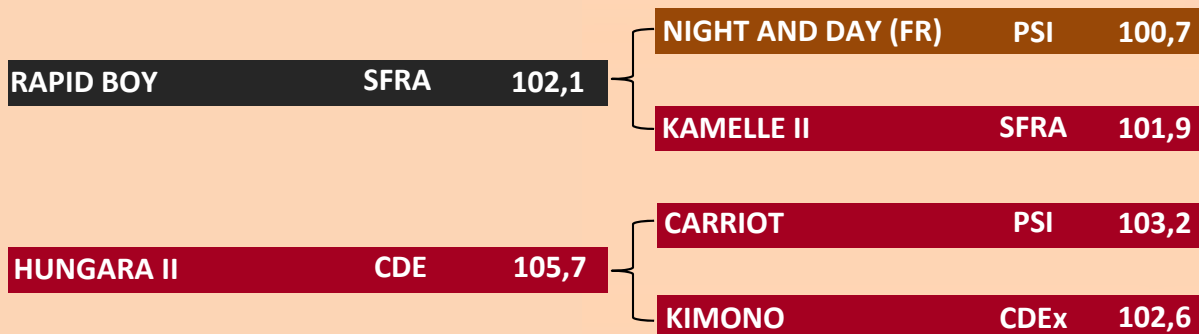 NIGHT AND DAY (FR) PSI 100,7
RAPID BOY SFRA 102,1
KAMELLE II SFRA 101,9
CARRIOT PSI 103,2
HUNGARA II CDE 105,7
KIMONO CDEx 102,6